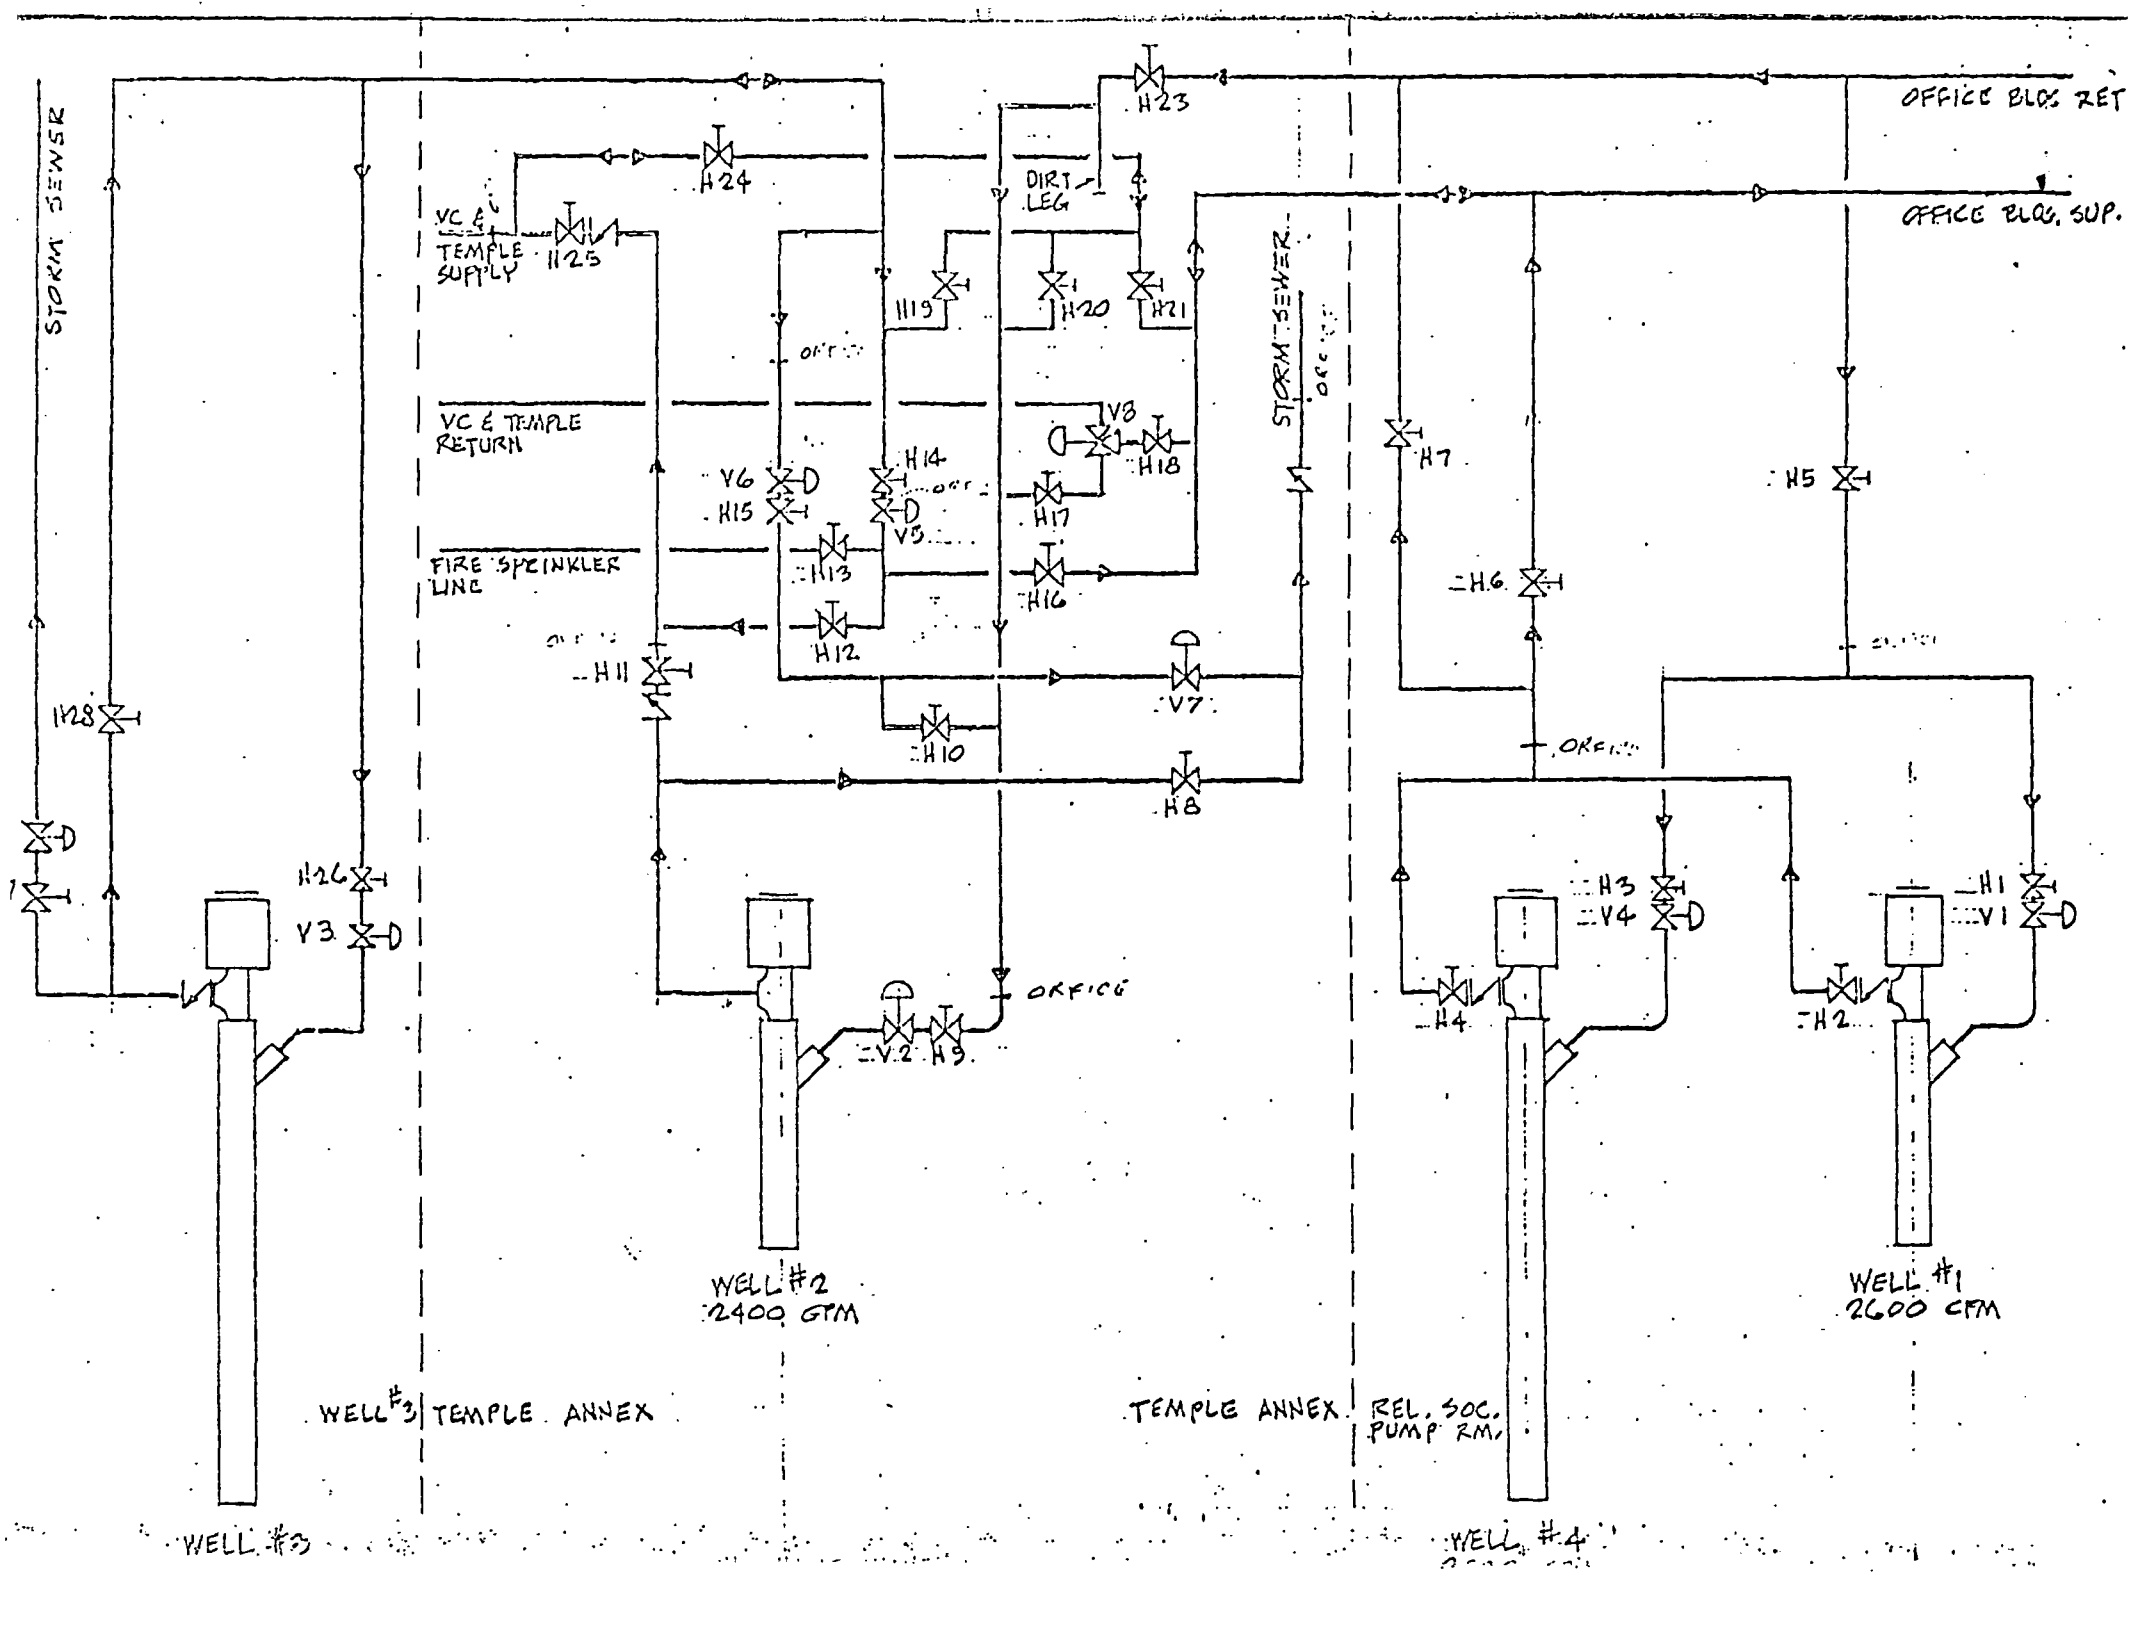 STORM SEWER
H23
OFFICE BLDG RET
H24
DIRT
LEG
VC &
TEMPLE
SUPPLY
H25
OFFICE BLDG. SUP.
H19
H20
H21
STORM SEWER
VC & TEMPLE
RETURN
V8
H18
H14
V6
H15
V5
H17
H7
H5
FIRE SPRINKLER
LINE
H13
H16
H6
H12
H11
V7
H28
H10
H8
H26
V3
H3
V4
H1
V1
ORFICE
H4
H2
V2 H9
WELL #2
2400 GPM
WELL #1
2600 GPM
WELL #3
TEMPLE ANNEX
TEMPLE ANNEX
REL. SOC.
PUMP RM.
WELL #3
WELL #4